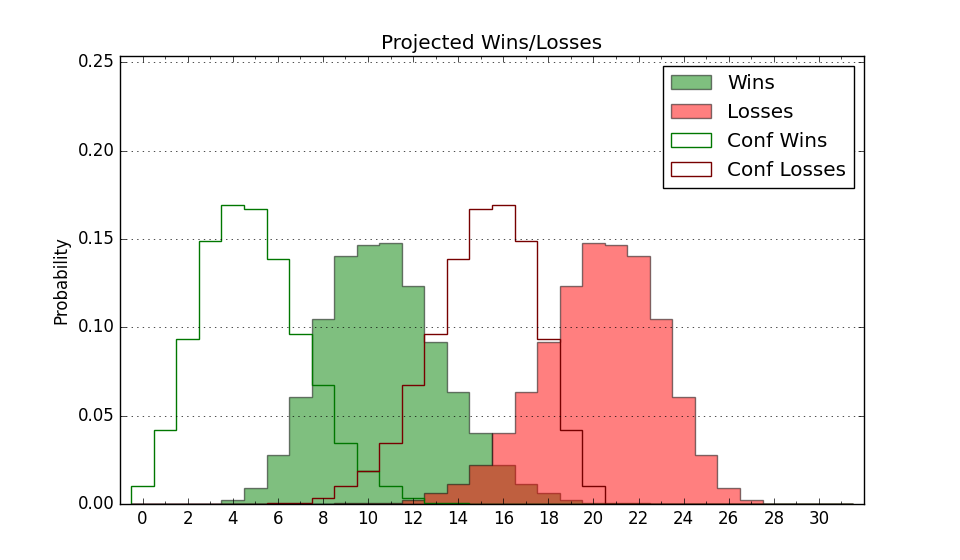 Projected Wins/Losses
0.25
0.20
0.15
0.10
0.05
0.00
Probability
Wins
Losses
Conf Wins
Conf Losses
0 2 4 6 8 10 12 14 16 18 20 22 24 26 28 30